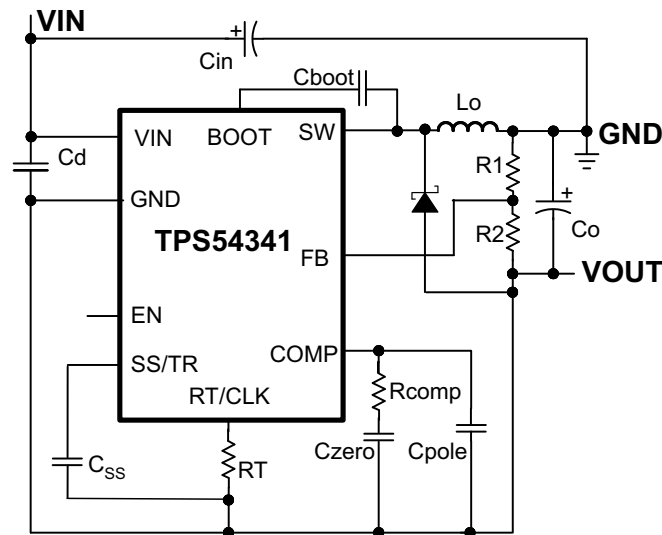 VIN
+
Cin
Cboot
Lo
VIN
BOOT
SW
GND
Cd
R1
GND
+
TPS54341
R2
Co
FB
VOUT
EN
COMP
SS/TR
RT/CLK
Rcomp
Czero
Cpole
CSS
RT